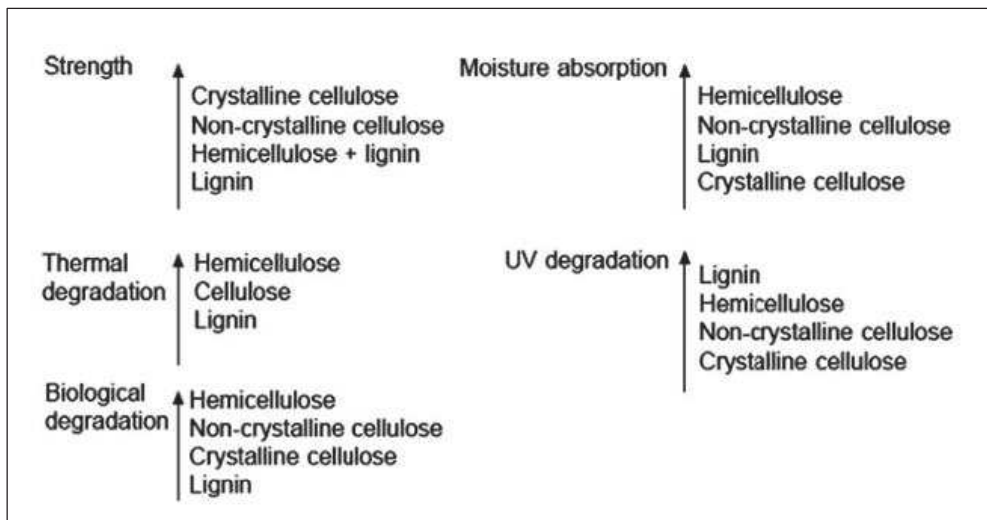 Strength
Crystalline cellulose
Non-crystalline cellulose
Hemicellulose + lignin
Lignin
Moisture absorption
Hemicellulose
Non-crystalline cellulose
Lignin
Crystalline cellulose
Thermal
degradation
Hemicellulose
Cellulose
Lignin
UV degradation
Lignin
Hemicellulose
Non-crystalline cellulose
Crystalline cellulose
Biological
degradation
Hemicellulose
Non-crystalline cellulose
Crystalline cellulose
Lignin